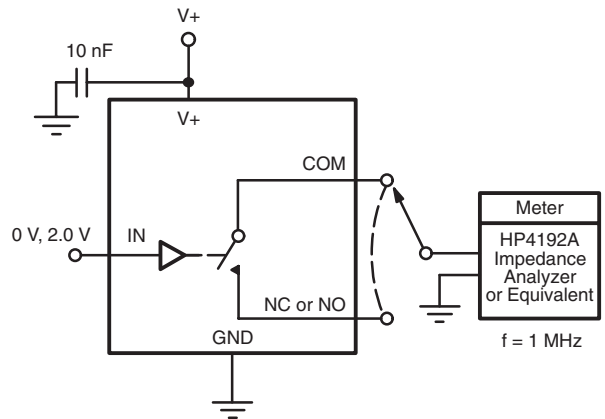 V+
10 nF
V+
COM
0 V, 2.0 V
IN
NC or NO
GND
Meter
HP4192A
Impedance
Analyzer
or Equivalent
f = 1 MHz